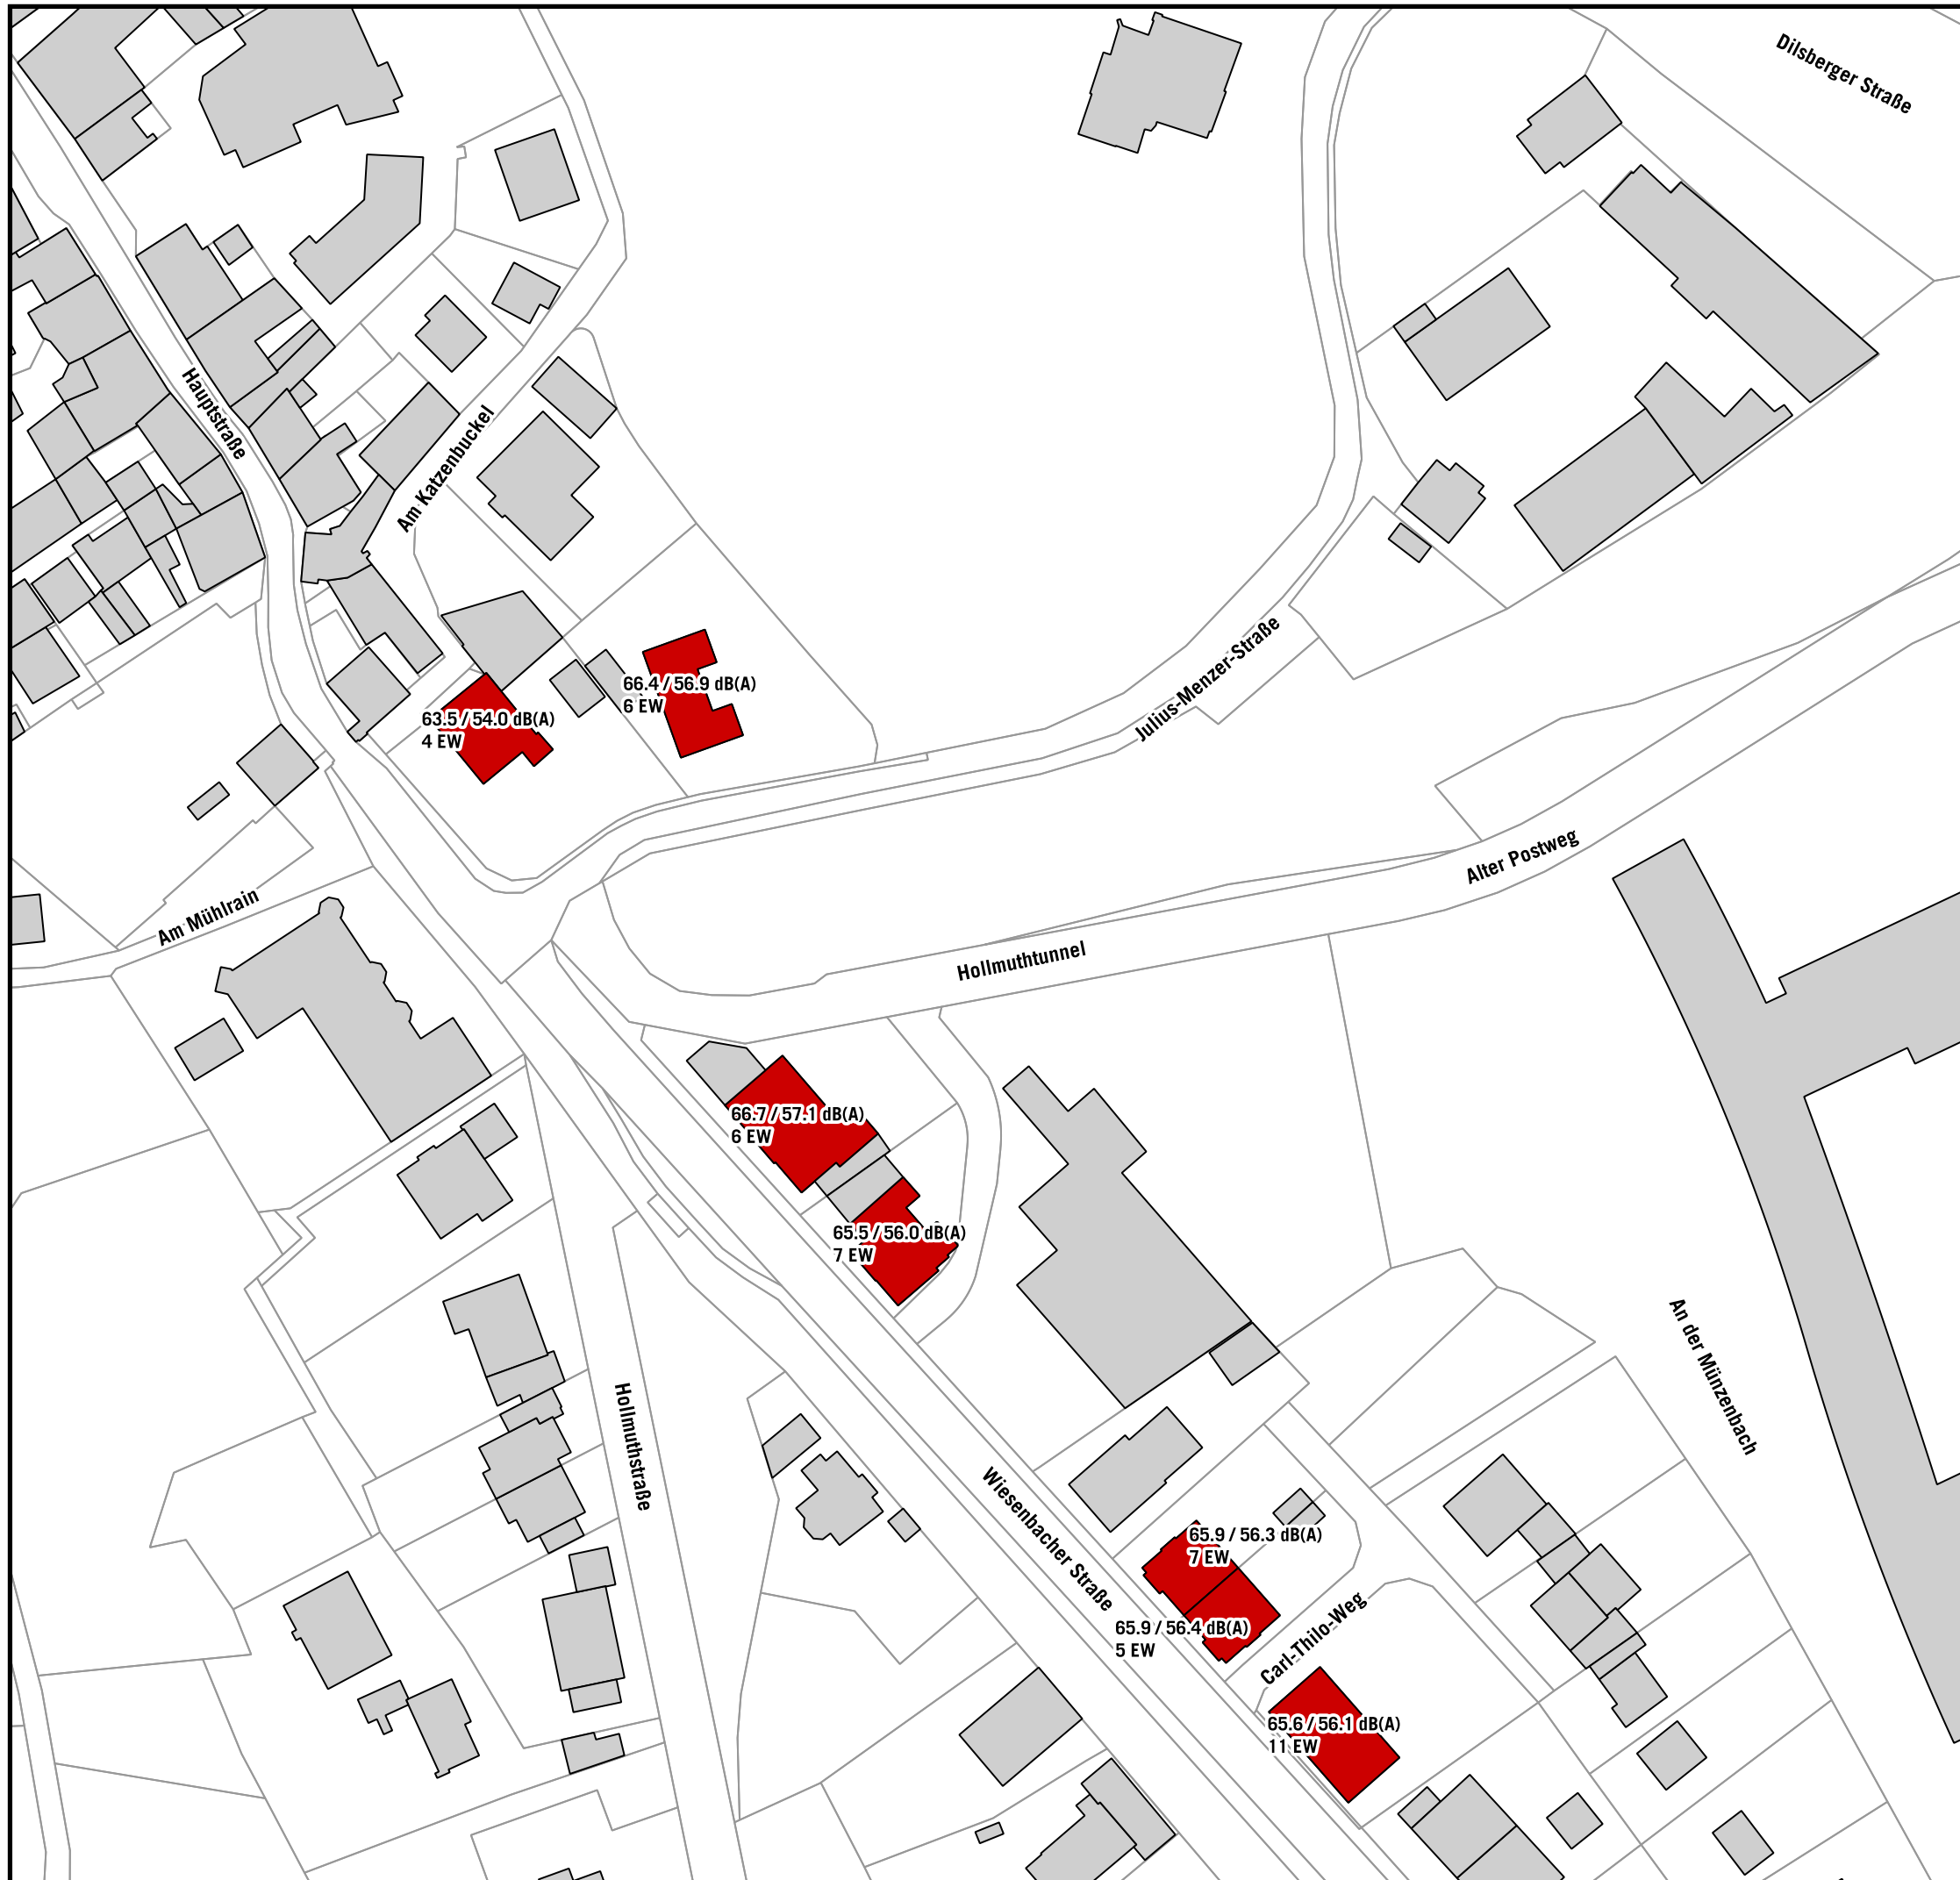 Dilsberger Straße
Hauptstraße
Am Katzenbuckel
Julius-Menzer-Straße
66.4 / 56.9 dB(A)
6 EW
63.5 / 54.0 dB(A)
4 EW
Alter Postweg
Am Mühlrain
Hollmuthtunnel
66.7 / 57.1 dB(A)
6 EW
65.5 / 56.0 dB(A)
7 EW
An der Münzenbach
Hollmuthstraße
Wiesenbacher Straße
65.9 / 56.3 dB(A)
7 EW
65.9 / 56.4 dB(A)
5 EW
Carl-Thilo-Weg
65.6 / 56.1 dB(A)
11 EW